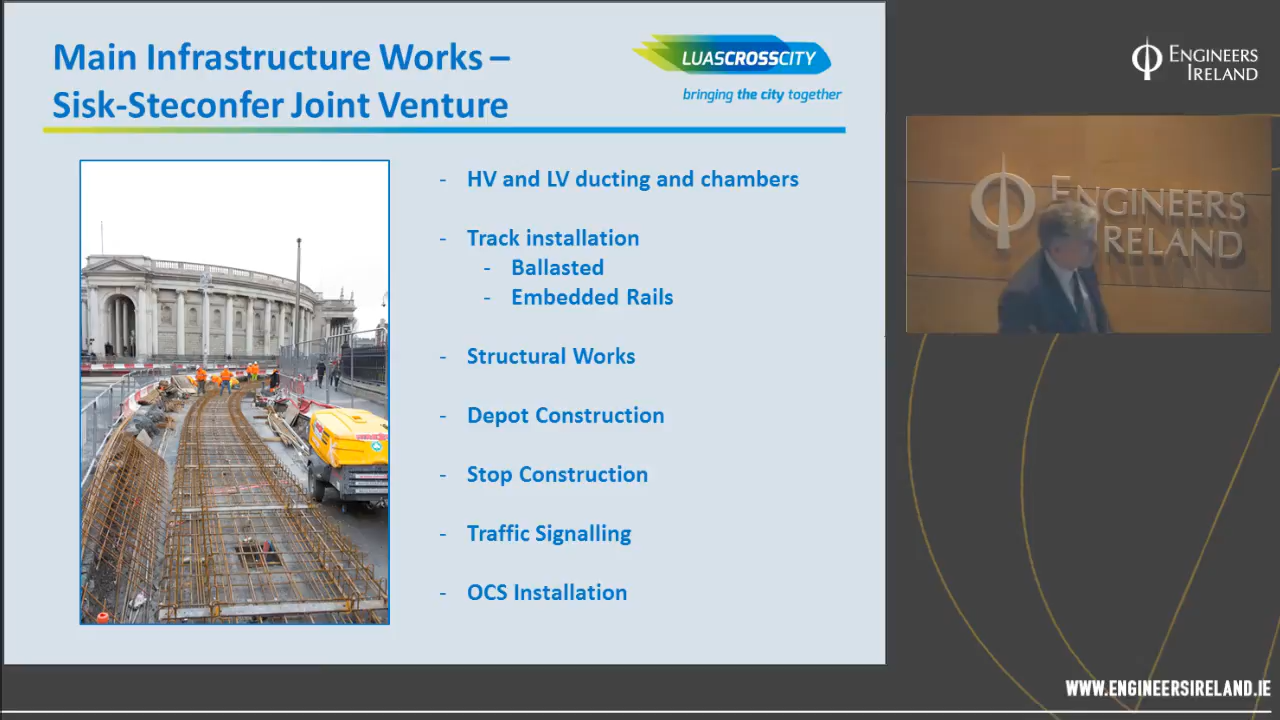 Main Infrastructure Works –
Sisk-Steconfer Joint Venture
LUASCROSSCITY
bringing the city together
- HV and LV ducting and chambers
- Track installation
- Ballasted
- Embedded Rails
- Structural Works
- Depot Construction
- Stop Construction
- Traffic Signalling
- OCS Installation
ENGINEERS
IRELAND
ENGINEERS
IRELAND
WWW.ENGINEERSIRELAND.IE